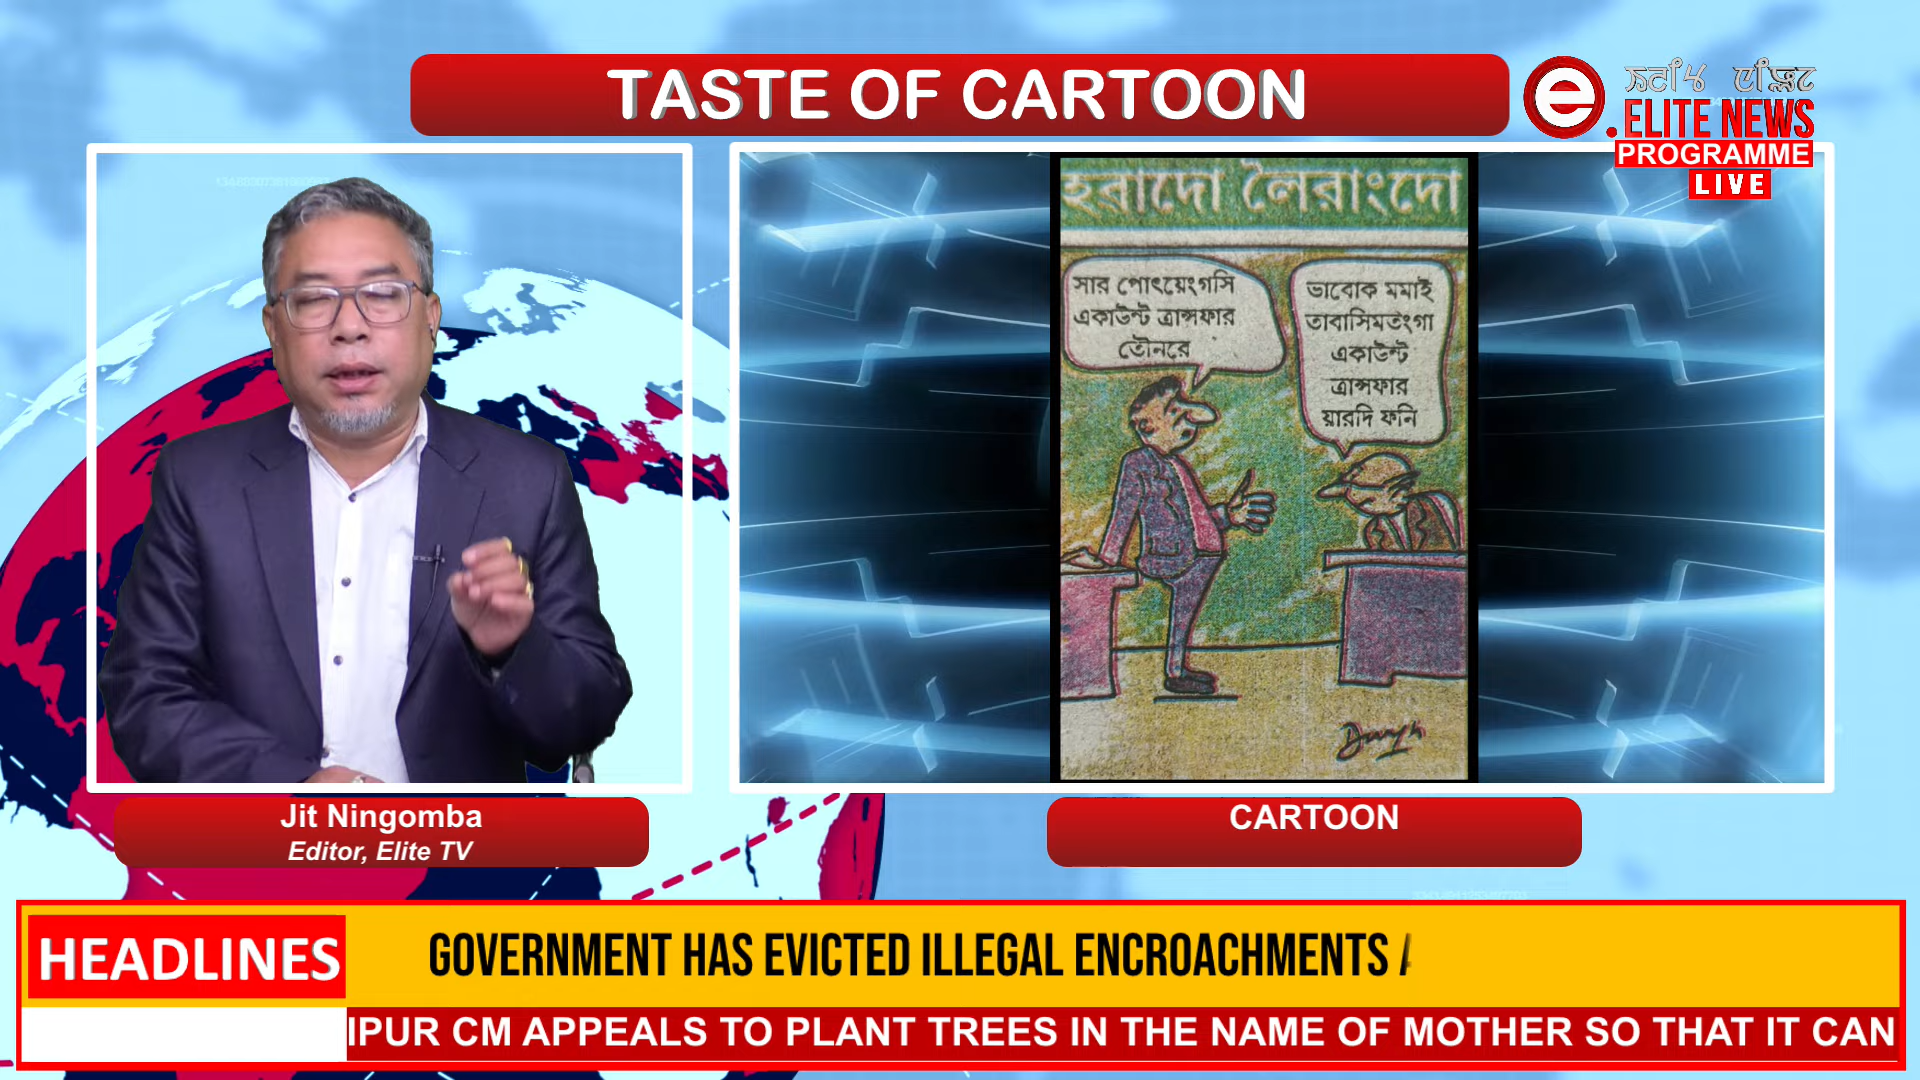 TASTE OF CARTOON
ꯏꯂꯥꯏꯠ
ELITE NEWS
PROGRAMME
LIVE
হরাদো লৈরাংদো
সার পোৎয়েংগসি
একাউন্ট ত্রান্সফার
তৌনরে
ভাবোক মমাই
তাবাসিমতংগা
একাউন্ট
ত্রান্সফার
য়ারদি ফনি
Jit Ningomba
Editor, Elite TV
CARTOON
HEADLINES
GOVERNMENT HAS EVICTED ILLEGAL ENCROACHMENTS
IPUR CM APPEALS TO PLANT TREES IN THE NAME OF MOTHER SO THAT IT CAN